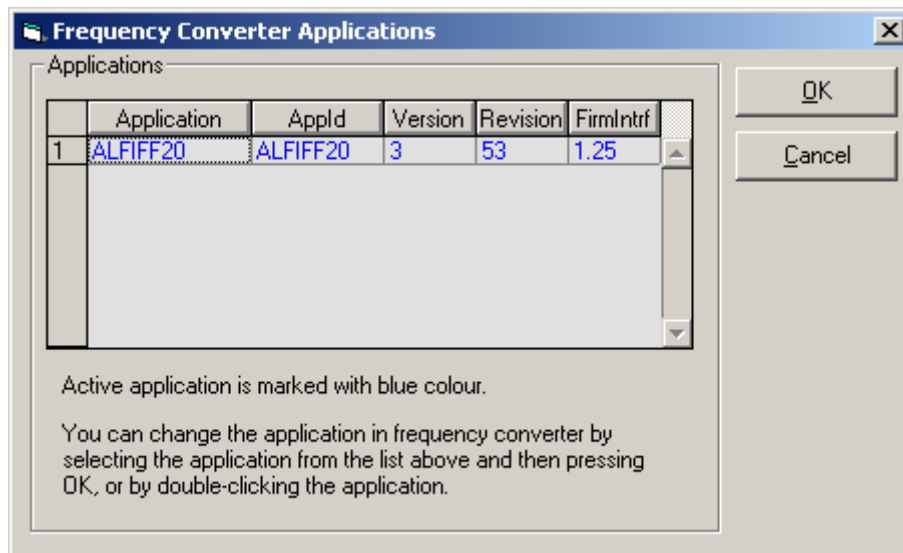 Frequency Converter Applications
Applications
Application AppId Version Revision FirmIntrf
1 ALFIFF20 ALFIFF20 3 53 1.25
OK
Cancel
Active application is marked with blue colour.
You can change the application in frequency converter by
selecting the application from the list above and then pressing
OK, or by double-clicking the application.